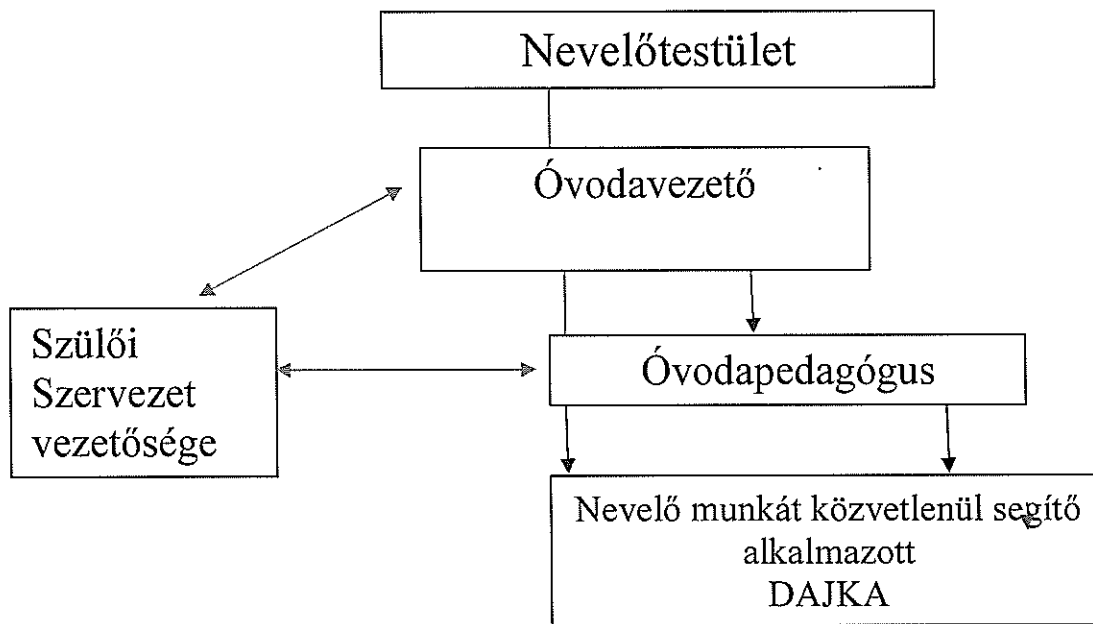 Nevelőtestület
Óvodavezető
Szülői
Szervezet
vezetősége
Óvodapedagógus
Nevelő munkát közvetlenül segítő
alkalmazott
DAJKA